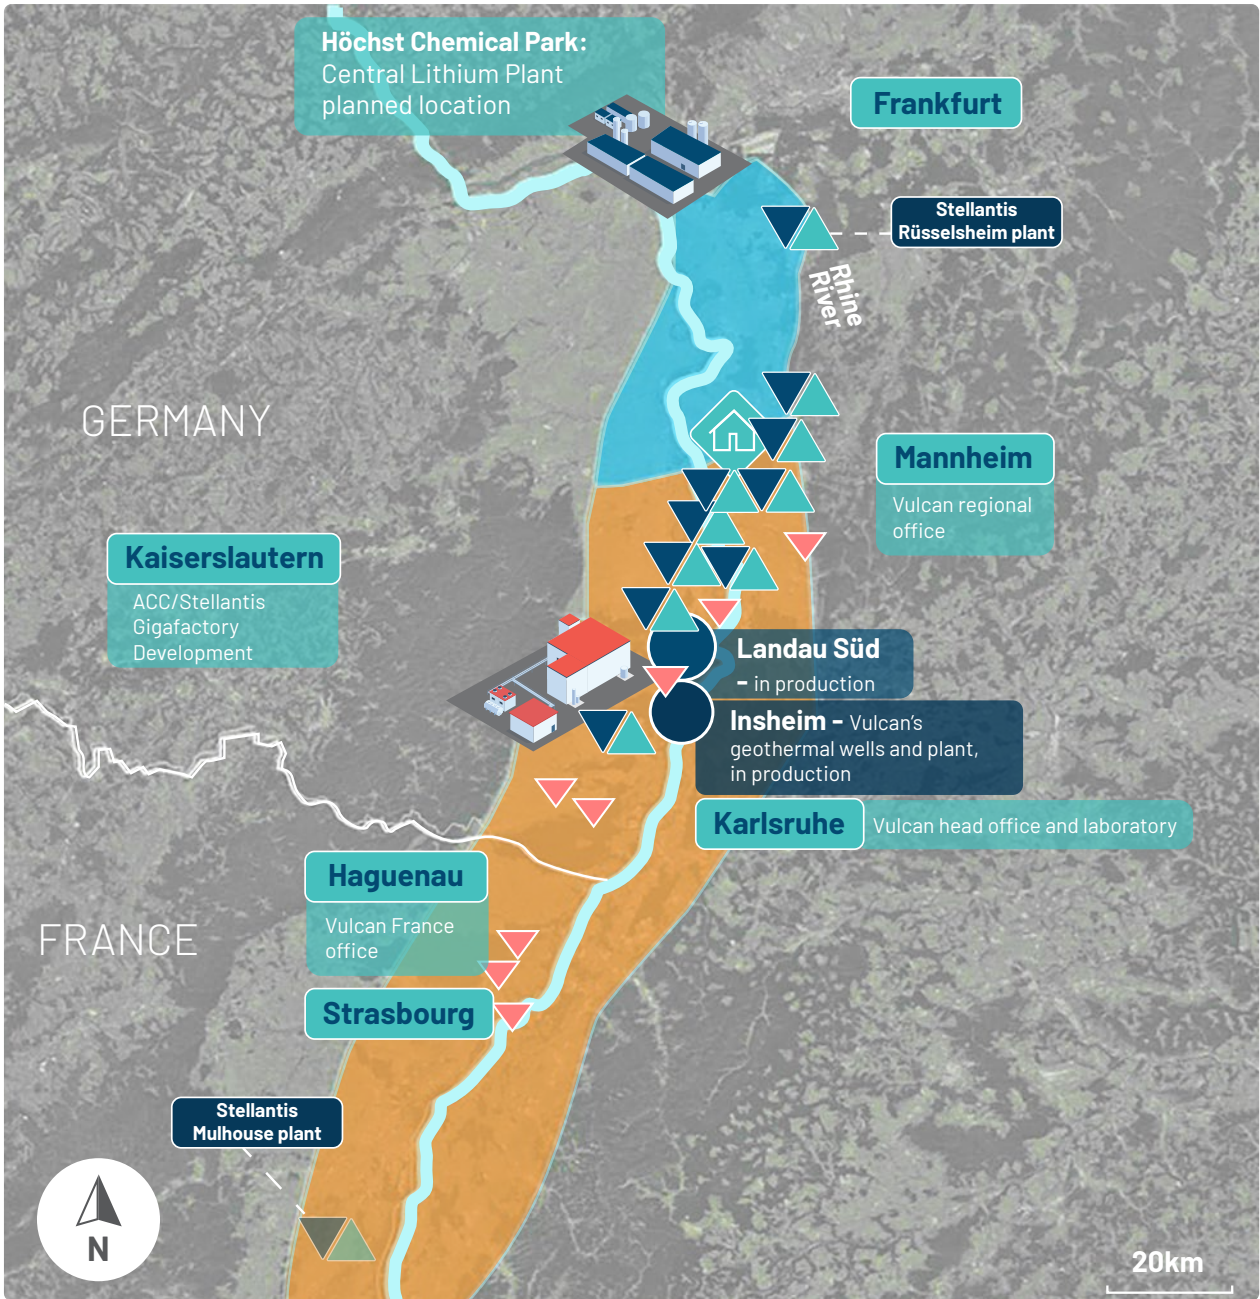 Höchst Chemical Park:
Central Lithium Plant
planned location
Frankfurt
Stellantis
Rüsselsheim plant
Rhine
River
GERMANY
Mannheim
Vulcan regional
office
Kaiserslautern
ACC/Stellantis
Gigafactory
Development
Landau Süd
- in production
Insheim - Vulcan's
geothermal wells and plant,
in production
Karlsruhe
Vulcan head office and laboratory
Haguenau
Vulcan France
office
FRANCE
Strasbourg
Stellantis
Mulhouse plant
N
20km